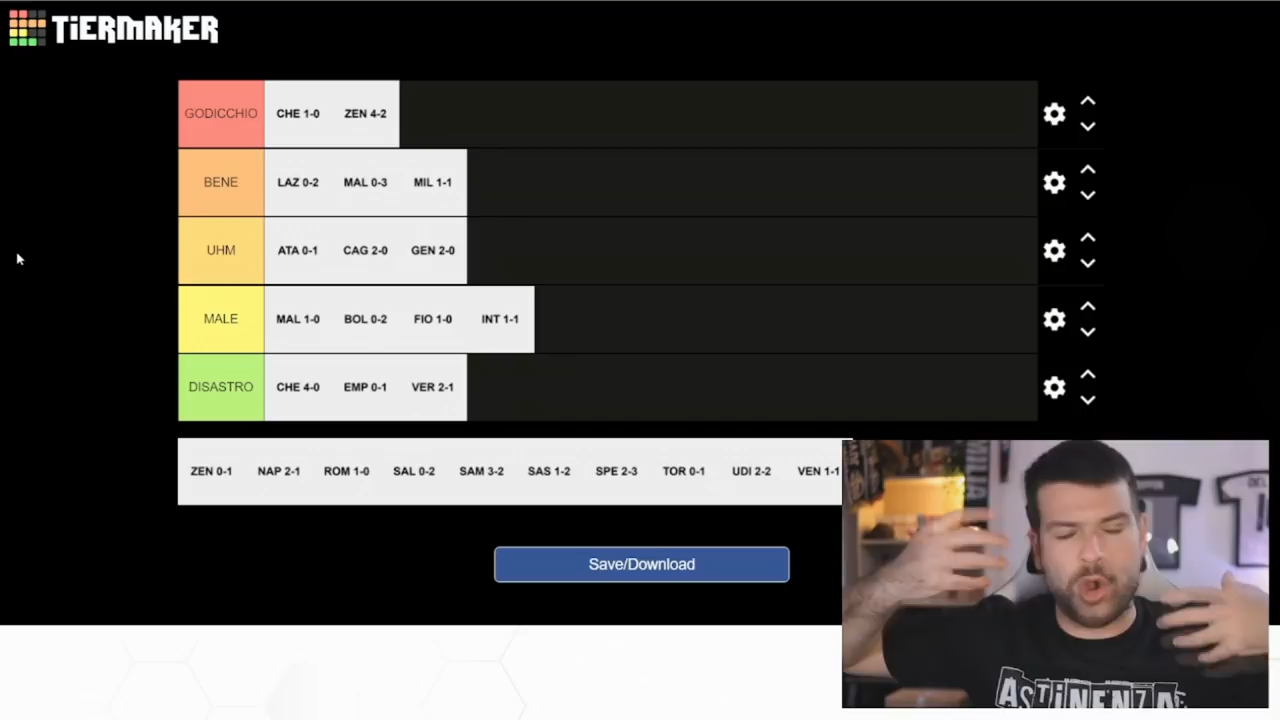 TIERMAKER
GODICCHIO CHE 1-0 ZEN 4-2
BENE LAZ 0-2 MAL 0-3 MIL 1-1
UHM ATA 0-1 CAG 2-0 GEN 2-0
MALE MAL 1-0 BOL 0-2 FIO 1-0 INT 1-1
DISASTRO CHE 4-0 EMP 0-1 VER 2-1
ZEN 0-1 NAP 2-1 ROM 1-0 SAL 0-2 SAM 3-2 SAS 1-2 SPE 2-3 TOR 0-1 UDI 2-2 VEN 1-1
Save/Download
ASTINENZA